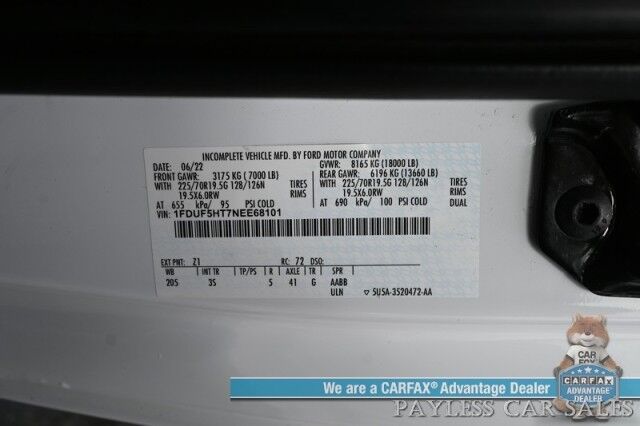 INCOMPLETE VEHICLE MFD. BY FORD MOTOR COMPANY
DATE: 06/22 GVWR: 8165 KG (18000 LB)
FRONT GAWR: 3175 KG (7000 LB) REAR GAWR: 6196 KG (13660 LB)
WITH 225/70R19.5G 128/126N TIRES WITH 225/70R19.5G 128/126N TIRES
19.5X6.0RW RIMS 19.5X6.0RW RIMS
AT 655 kPa/ 95 PSI COLD AT 690 kPa/ 100 PSI COLD
VIN: 1FDUF5HT7NEE68101
EXT PNT: Z1 RC: 72 DSO:
WB INT TR TP/PS R AXLE TR SPR
205 3S 5 41 G AABB
ULN ▽ 5U5A-3520472-AA
CAR
FOX
CARFAX
ADVANTAGE
DEALER
We are a CARFAX® Advantage Dealer
PAYLESS CAR SALES